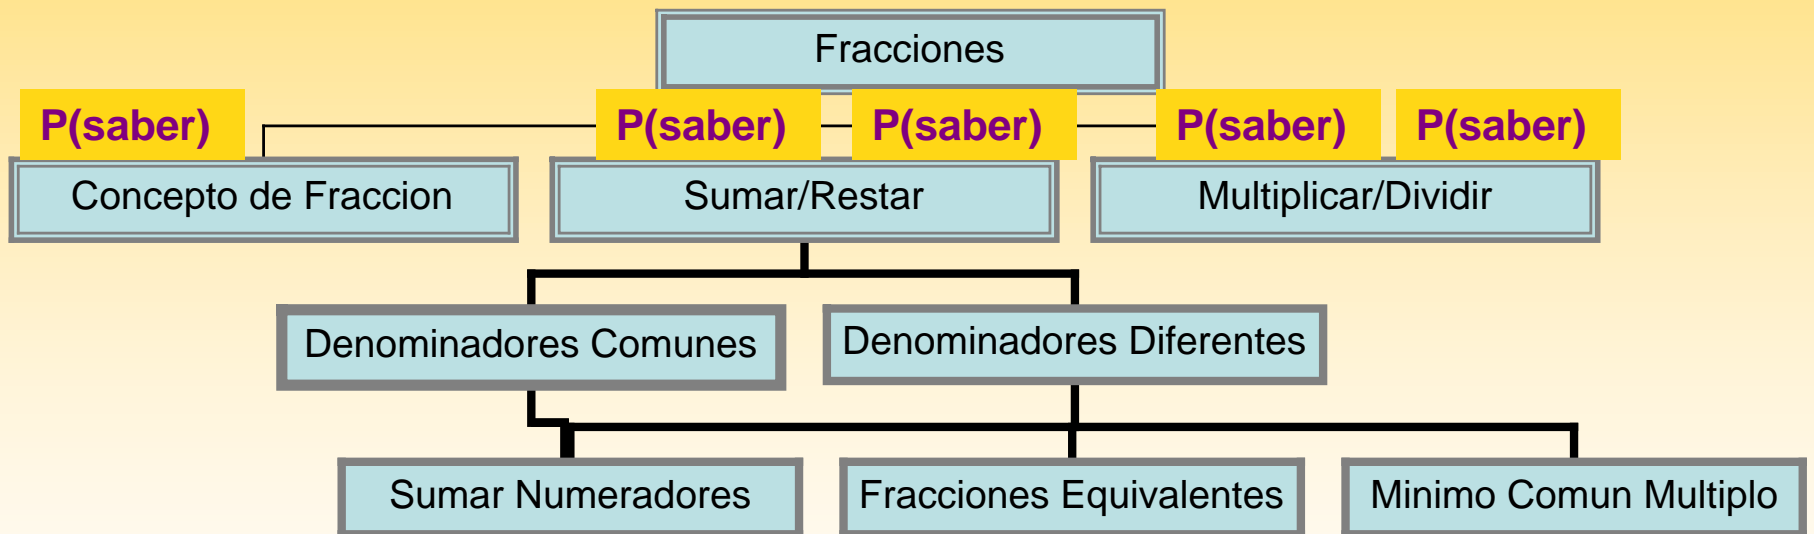 Fracciones
P(saber) P(saber) P(saber) P(saber) P(saber)
Concepto de Fraccion Sumar/Restar Multiplicar/Dividir
Denominadores Comunes Denominadores Diferentes
Sumar Numeradores Fracciones Equivalentes Minimo Comun Multiplo